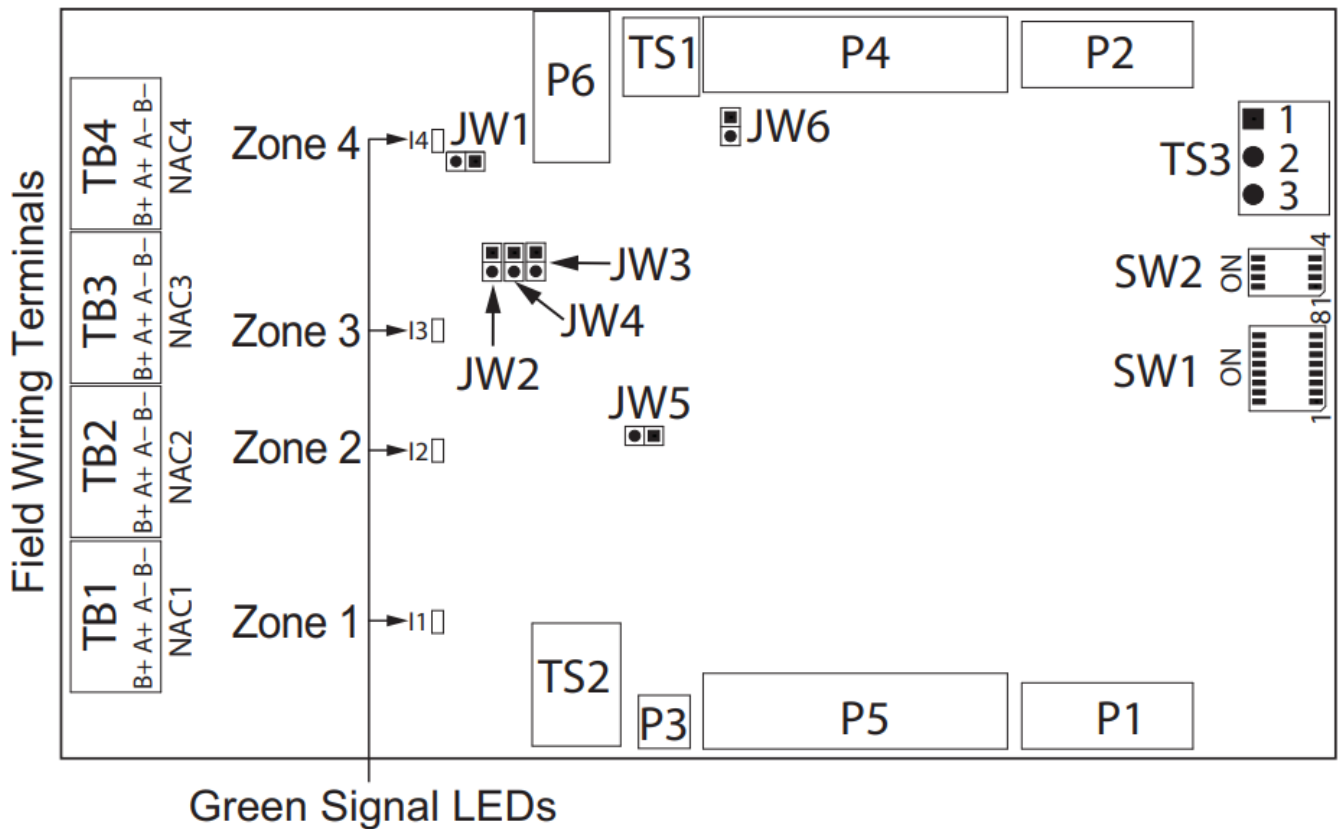 P6
TS1
P4
P2
JW1
JW6
TS3
1
2
3
TB4
B+ A+ A− B−
NAC4
Zone 4
I4
Field Wiring Terminals
TB3
B+ A+ A− B−
NAC3
Zone 3
I3
JW3
JW4
JW2
SW2
ON
4
1
SW1
ON
8
1
JW5
TB2
B+ A+ A− B−
NAC2
Zone 2
I2
TB1
B+ A+ A− B−
NAC1
Zone 1
I1
TS2
P3
P5
P1
Green Signal LEDs